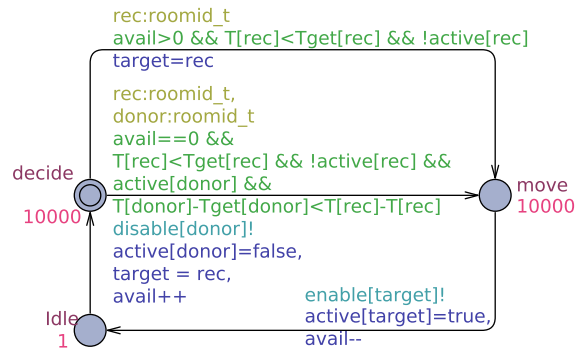 rec:roomid_t
avail>0 && T[rec]<Tget[rec] && !active[rec]
target=rec
rec:roomid_t,
donor:roomid_t
avail==0 &&
T[rec]<Tget[rec] && !active[rec] &&
decide
active[donor] &&
move
T[donor]-Tget[donor]<T[rec]-T[rec]
10000
10000
disable[donor]!
active[donor]=false,
target = rec,
avail++
enable[target]!
Idle
active[target]=true,
1
avail--